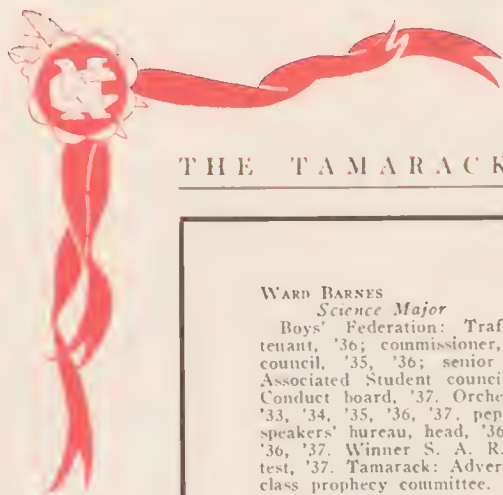 THE TAMARACK
WARD BARNES
Science Major
Boys' Federation: Traf
tenant, '36; commissioner,
council, '35, '36; senior
Associated Student counci
Conduct board, '37. Orche
'33, '34, '35, '36, '37, pep
speakers' bureau, head, '36
'36, '37. Winner S. A. R.
test, '37. Tamarack: Adver
class prophecy committee.